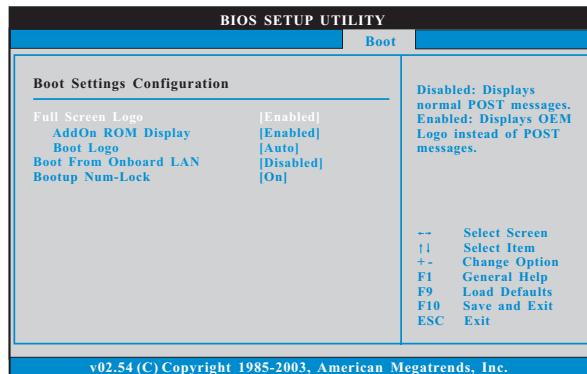 BIOS SETUP UTILITY
Boot
Boot Settings Configuration
Full Screen Logo [Enabled]
AddOn ROM Display [Enabled]
Boot Logo [Auto]
Boot From Onboard LAN [Disabled]
Bootup Num-Lock [On]
Disabled: Displays
normal POST messages.
Enabled: Displays OEM
Logo instead of POST
messages.
←→ Select Screen
↑↓ Select Item
+- Change Option
F1 General Help
F9 Load Defaults
F10 Save and Exit
ESC Exit
v02.54 (C) Copyright 1985-2003, American Megatrends, Inc.